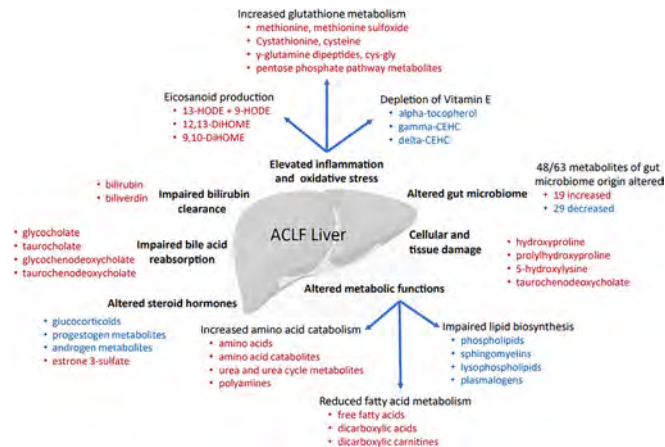 Increased glutathione metabolism
• methionine, methionine sulfoxide
• Cystathionine, cysteine
• γ-glutamine dipeptides, cys-gly
• pentose phosphate pathway metabolites
Eicosanoid production
• 13-HODE + 9-HODE
• 12,13-DiHOME
• 9,10-DiHOME
Depletion of Vitamin E
• alpha-tocopherol
• gamma-CEHC
• delta-CEHC
Elevated inflammation
and oxidative stress
48/63 metabolites of gut
microbiome origin altered
• 19 increased
• 29 decreased
• bilirubin
• biliverdin
Impaired bilirubin
clearance
Altered gut microbiome
• glycocholate
• taurocholate
• glycochenodeoxycholate
• taurochenodeoxycholate
Impaired bile acid
reabsorption
ACLF Liver
Cellular and
tissue damage
• hydroxyproline
• prolylhydroxyproline
• 5-hydroxylysine
• taurochenodeoxycholate
Altered steroid hormones
• glucocorticoids
• progestogen metabolites
• androgen metabolites
• estrone 3-sulfate
Altered metabolic functions
Increased amino acid catabolism
• amino acids
• amino acid catabolites
• urea and urea cycle metabolites
• polyamines
Impaired lipid biosynthesis
• phospholipids
• sphingomyelins
• lysophospholipids
• plasmalogens
Reduced fatty acid metabolism
• free fatty acids
• dicarboxylic acids
• dicarboxylic carnitines